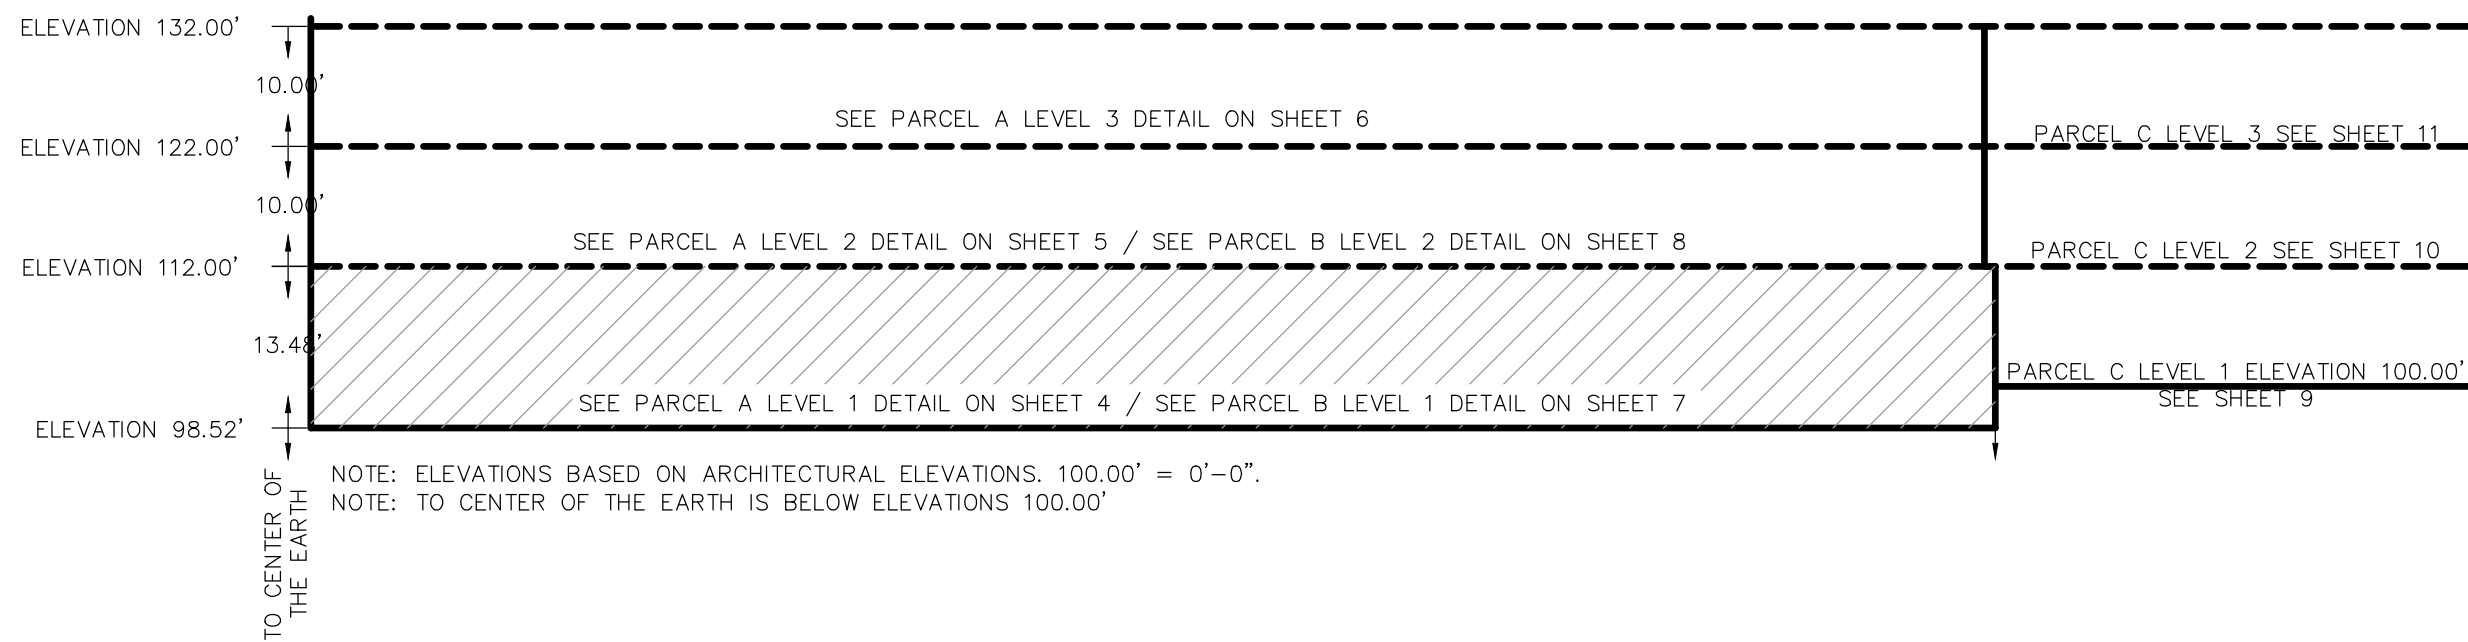 ELEVATION 132.00'
10.00'
SEE PARCEL A LEVEL 3 DETAIL ON SHEET 6
PARCEL C LEVEL 3 SEE SHEET 11
ELEVATION 122.00'
10.00'
SEE PARCEL A LEVEL 2 DETAIL ON SHEET 5 / SEE PARCEL B LEVEL 2 DETAIL ON SHEET 8
PARCEL C LEVEL 2 SEE SHEET 10
ELEVATION 112.00'
13.48'
PARCEL C LEVEL 1 ELEVATION 100.00'
SEE SHEET 9
SEE PARCEL A LEVEL 1 DETAIL ON SHEET 4 / SEE PARCEL B LEVEL 1 DETAIL ON SHEET 7
ELEVATION 98.52'
TO CENTER OF
THE EARTH
NOTE: ELEVATIONS BASED ON ARCHITECTURAL ELEVATIONS. 100.00' = 0'-0".
NOTE: TO CENTER OF THE EARTH IS BELOW ELEVATIONS 100.00'